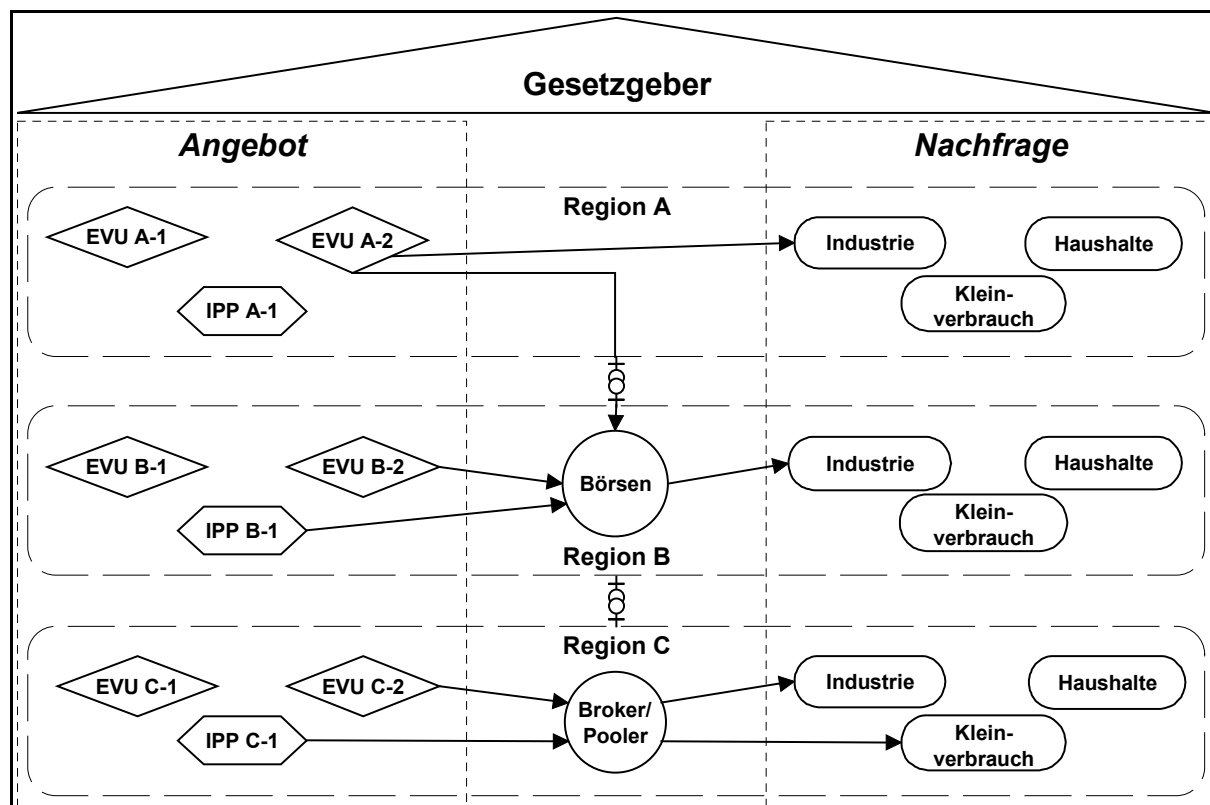 Gesetzgeber
Angebot
Nachfrage
Region A
EVU A-1
EVU A-2
Industrie
Haushalte
IPP A-1
Klein-
verbrauch
EVU B-1
EVU B-2
Börsen
Industrie
Haushalte
IPP B-1
Klein-
verbrauch
Region B
Region C
EVU C-1
EVU C-2
Broker/
Pooler
Industrie
Haushalte
IPP C-1
Klein-
verbrauch